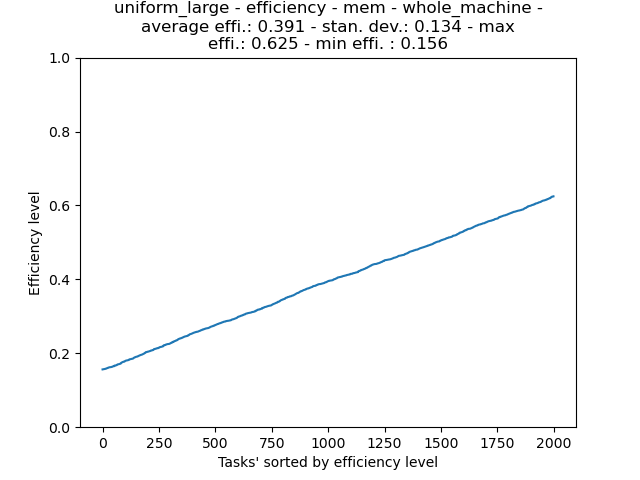 uniform_large - efficiency - mem - whole_machine -
average effi.: 0.391 - stan. dev.: 0.134 - max
effi.: 0.625 - min effi. : 0.156
1.0
0.8
0.6
0.4
0.2
0.0
Efficiency level
0 250 500 750 1000 1250 1500 1750 2000
Tasks' sorted by efficiency level